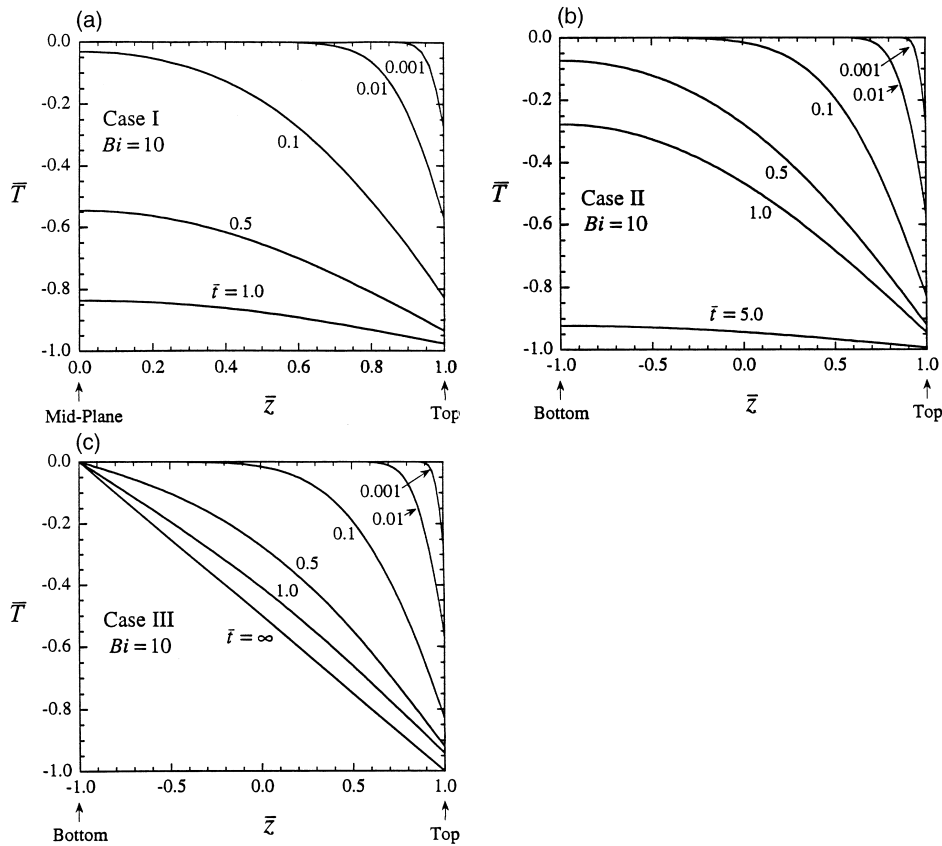 (a)
0.0
-0.2
-0.4
-0.6
-0.8
-1.0
T̅
Case I
Bi = 10
0.001
0.01
0.1
0.5
t̄ = 1.0
0.0 0.2 0.4 0.6 0.8 1.0
Mid-Plane
z̄
Top
(b)
0.0
-0.2
-0.4
-0.6
-0.8
-1.0
T̅
Case II
Bi = 10
0.001
0.01
0.1
0.5
1.0
t̄ = 5.0
-1.0 -0.5 0.0 0.5 1.0
Bottom
z̄
Top
(c)
0.0
-0.2
-0.4
-0.6
-0.8
-1.0
T̅
Case III
Bi = 10
0.001
0.01
0.1
0.5
1.0
t̄ = ∞
-1.0 -0.5 0.0 0.5 1.0
Bottom
z̄
Top